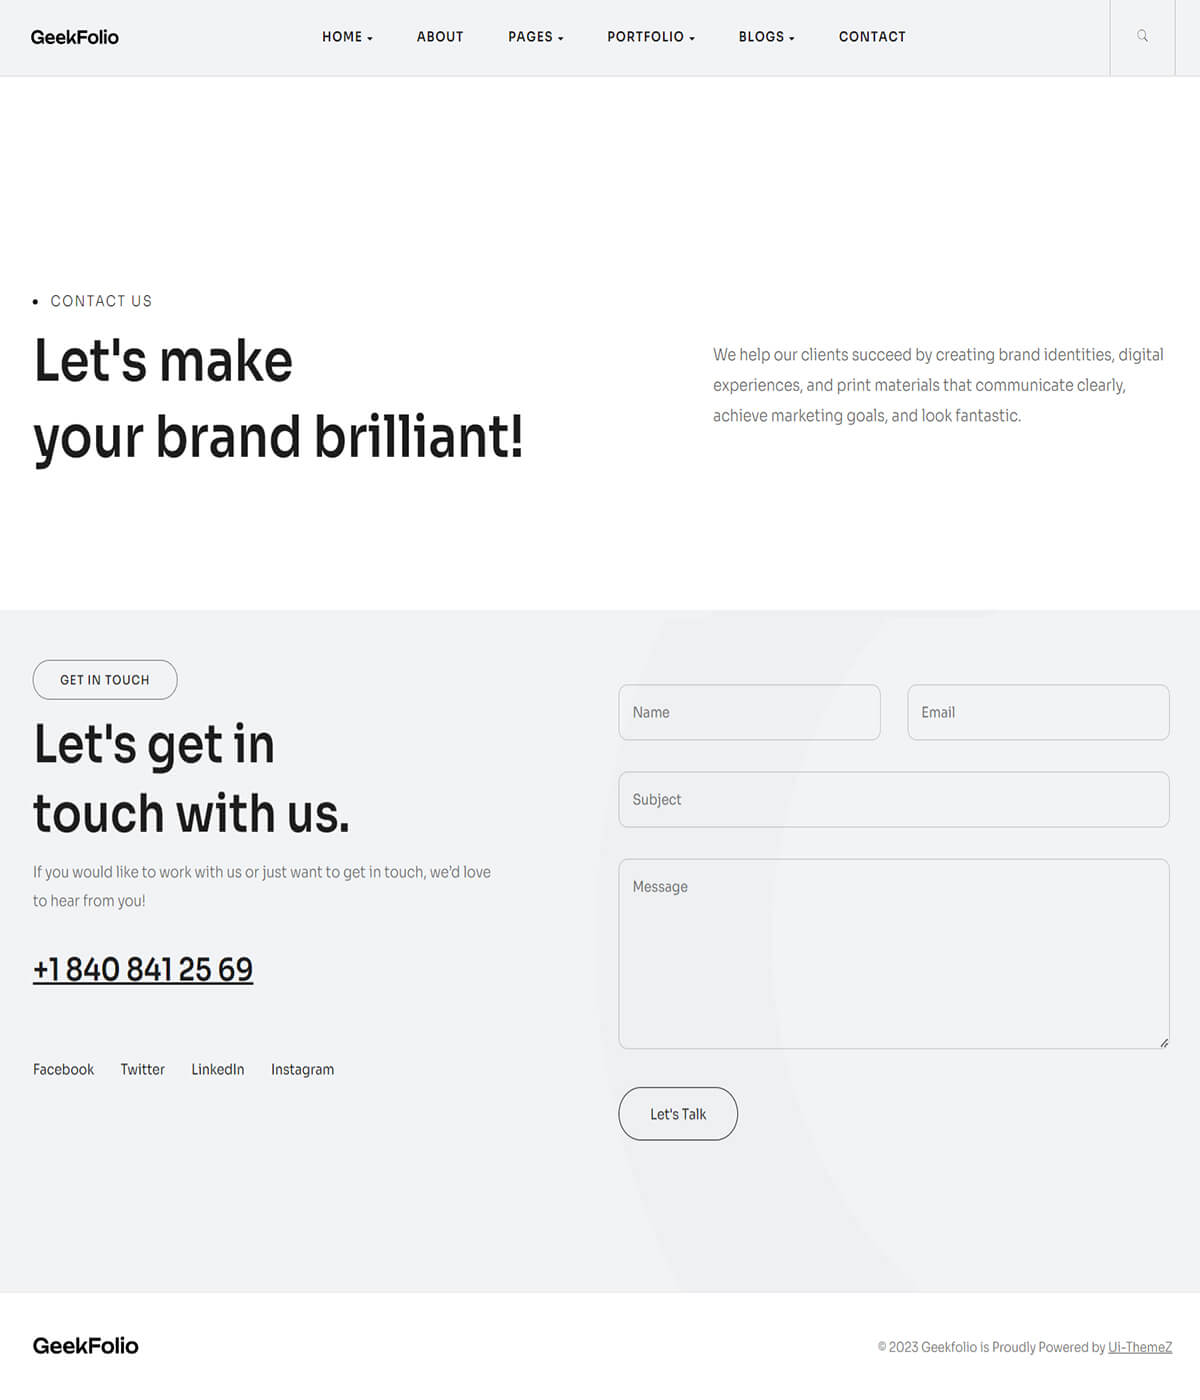 GeekFolio
HOME
ABOUT
PAGES
PORTFOLIO
BLOGS
CONTACT
• CONTACT US
Let's make
your brand brilliant!
We help our clients succeed by creating brand identities, digital
experiences, and print materials that communicate clearly,
achieve marketing goals, and look fantastic.
GET IN TOUCH
Let's get in
touch with us.
If you would like to work with us or just want to get in touch, we'd love
to hear from you!
+1 840 841 25 69
Facebook
Twitter
LinkedIn
Instagram
Name
Email
Subject
Message
Let's Talk
GeekFolio
© 2023 Geekfolio is Proudly Powered by Ui-ThemeZ